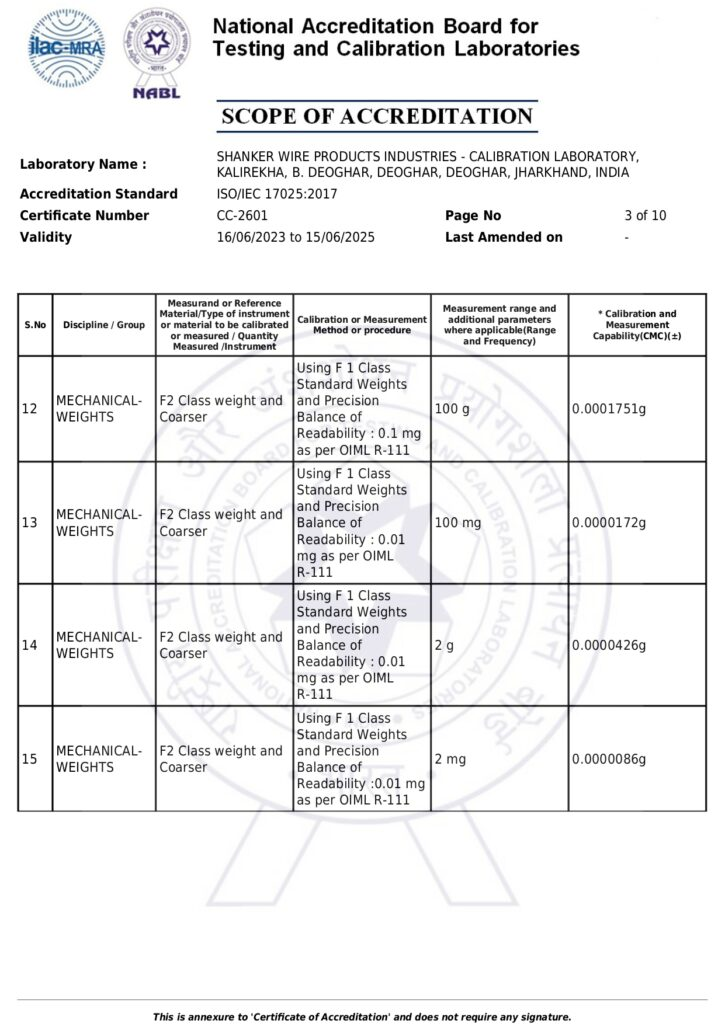 ilac-MRA
NABL
National Accreditation Board for
Testing and Calibration Laboratories
SCOPE OF ACCREDITATION
Laboratory Name :
SHANKER WIRE PRODUCTS INDUSTRIES - CALIBRATION LABORATORY,
KALIREKHA, B. DEOGHAR, DEOGHAR, DEOGHAR, JHARKHAND, INDIA
Accreditation Standard ISO/IEC 17025:2017
Certificate Number CC-2601 Page No 3 of 10
Validity 16/06/2023 to 15/06/2025 Last Amended on -
S.No
Discipline / Group
Measurand or Reference
Material/Type of instrument
or material to be calibrated
or measured / Quantity
Measured /Instrument
Calibration or Measurement
Method or procedure
Measurement range and
additional parameters
where applicable(Range
and Frequency)
* Calibration and
Measurement
Capability(CMC)(±)
12
MECHANICAL-
WEIGHTS
F2 Class weight and
Coarser
Using F 1 Class
Standard Weights
and Precision
Balance of
Readability : 0.1 mg
as per OIML R-111
100 g
0.0001751g
13
MECHANICAL-
WEIGHTS
F2 Class weight and
Coarser
Using F 1 Class
Standard Weights
and Precision
Balance of
Readability : 0.01
mg as per OIML
R-111
100 mg
0.0000172g
14
MECHANICAL-
WEIGHTS
F2 Class weight and
Coarser
Using F 1 Class
Standard Weights
and Precision
Balance of
Readability : 0.01
mg as per OIML
R-111
2 g
0.0000426g
15
MECHANICAL-
WEIGHTS
F2 Class weight and
Coarser
Using F 1 Class
Standard Weights
and Precision
Balance of
Readability :0.01 mg
as per OIML R-111
2 mg
0.0000086g
This is annexure to 'Certificate of Accreditation' and does not require any signature.